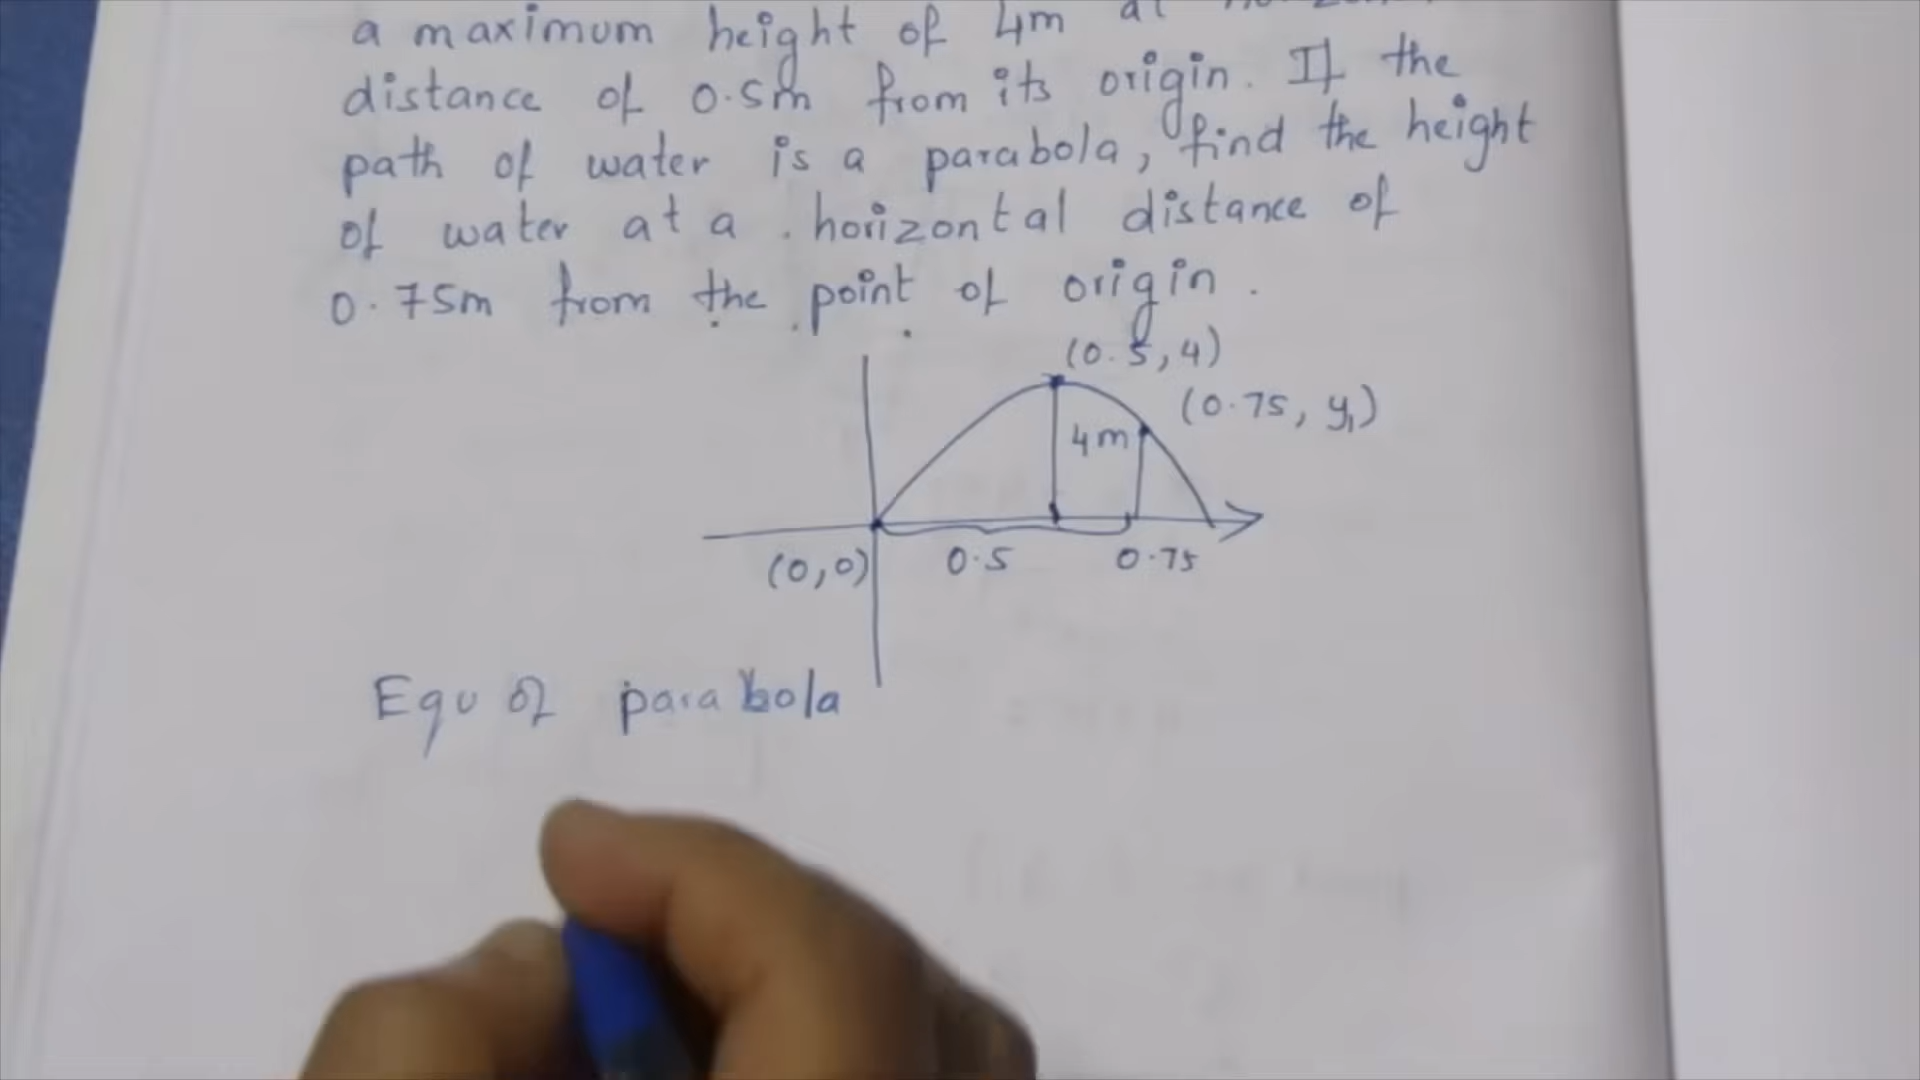 a maximum height of 4m at
distance of 0.5m from its origin. If the
path of water is a parabola, find the height
of water at a horizontal distance of
0.75m from the point of origin.
(0.5, 4)
(0.75, y₁)
4m
(0,0)
0.5
0.75
Equ of parabola